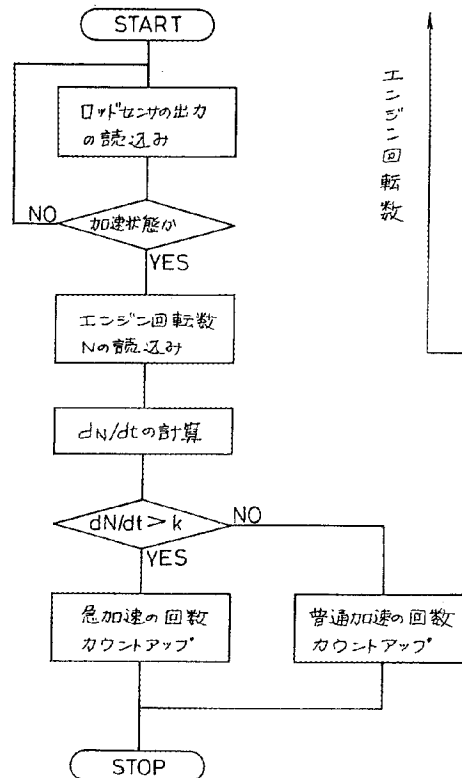 START
ロッドセンサの出力
の読込み
NO
加速状態か
YES
エンジン回転数
Nの読込み
dN/dtの計算
dN/dt > k
NO
YES
急加速の回数
カウントアップ
普通加速の回数
カウントアップ
STOP
エンジン回転数